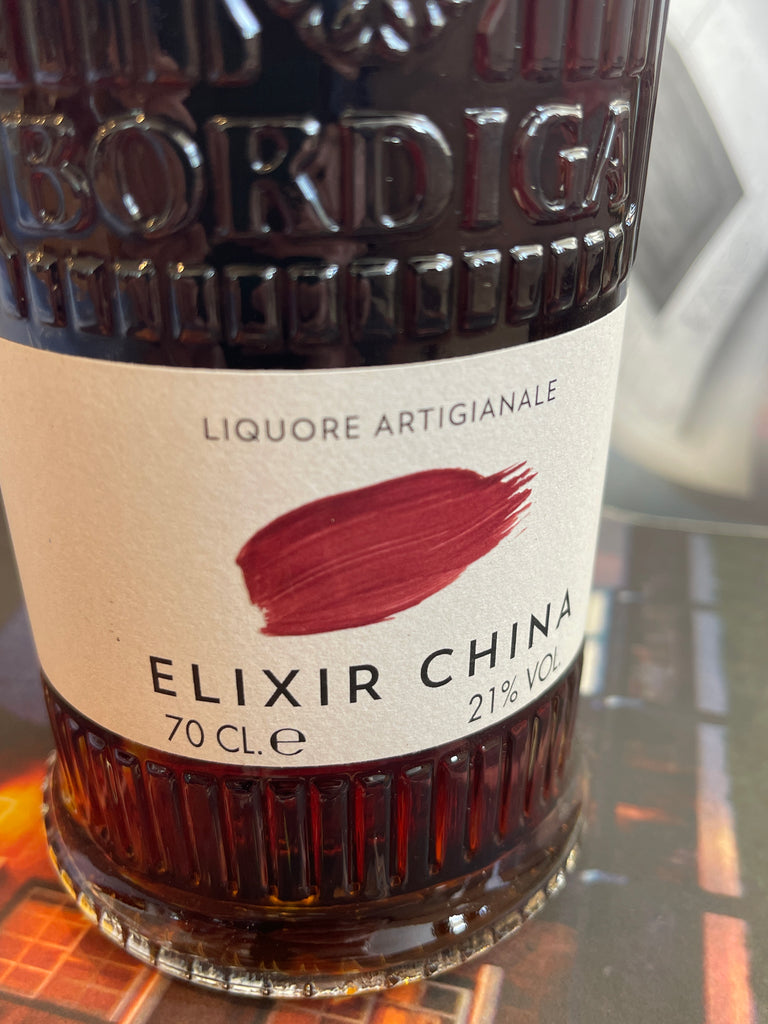 BORDIGA
LIQUORE ARTIGIANALE
ELIXIR CHINA
70 CL. e 21% VOL.